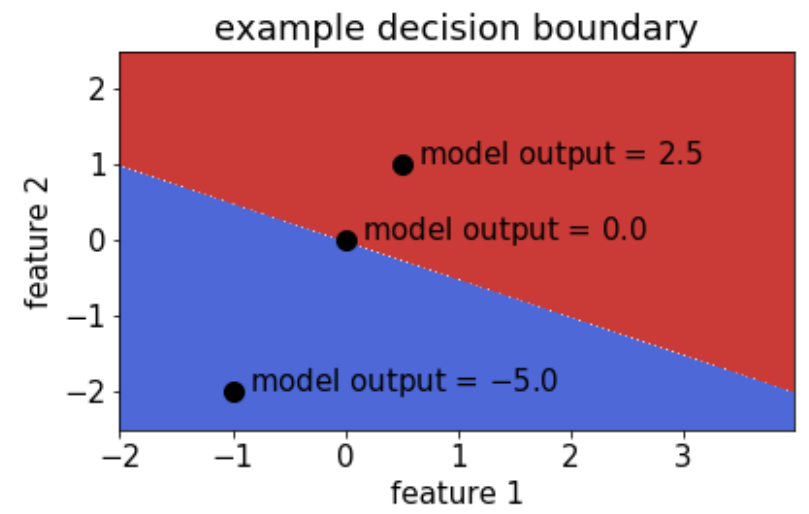 example decision boundary
2
1
0
−1
−2
feature 2
model output = 2.5
model output = 0.0
model output = −5.0
−2 −1 0 1 2 3
feature 1